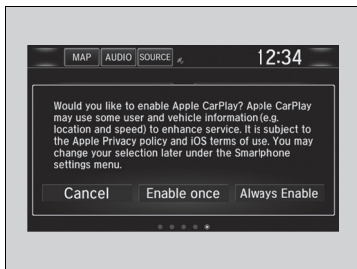 MAP AUDIO SOURCE 12:34
Would you like to enable Apple CarPlay? Apple CarPlay
may use some user and vehicle information (e.g.
location and speed) to enhance service. It is subject to
the Apple Privacy policy and iOS terms of use. You may
change your selection later under the Smartphone
settings menu.
Cancel Enable once Always Enable